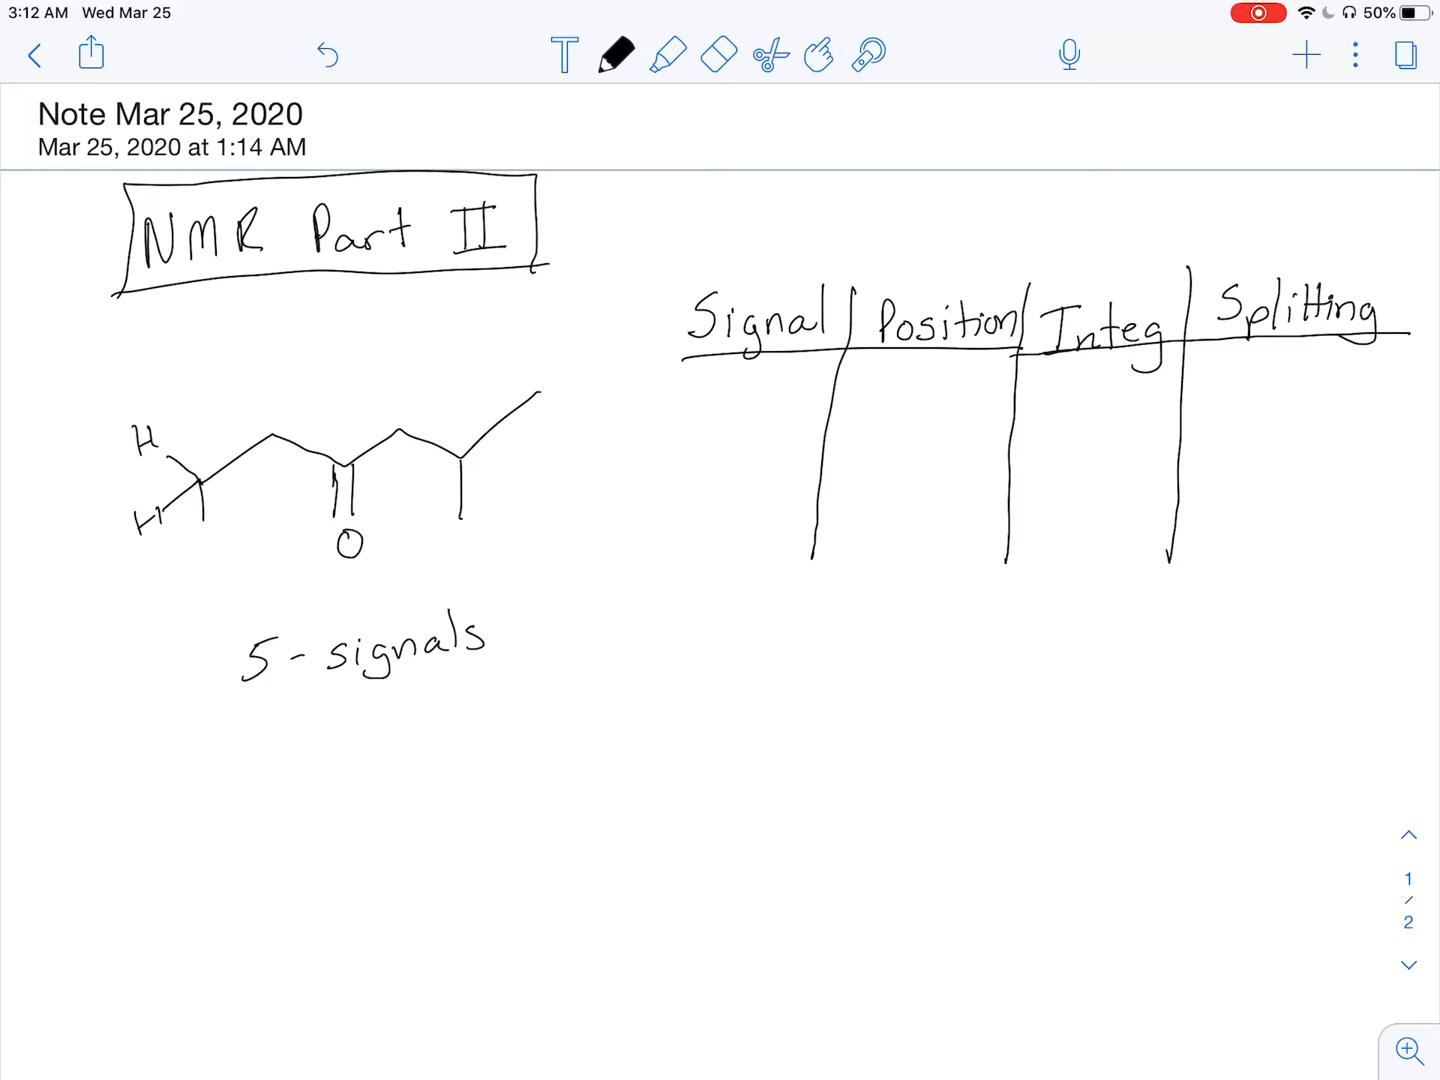 3:12 AM Wed Mar 25
50%
T
Note Mar 25, 2020
Mar 25, 2020 at 1:14 AM
NMR Part II
Signal Position Integ Splitting
H
H
O
5 - signals
1
/
2